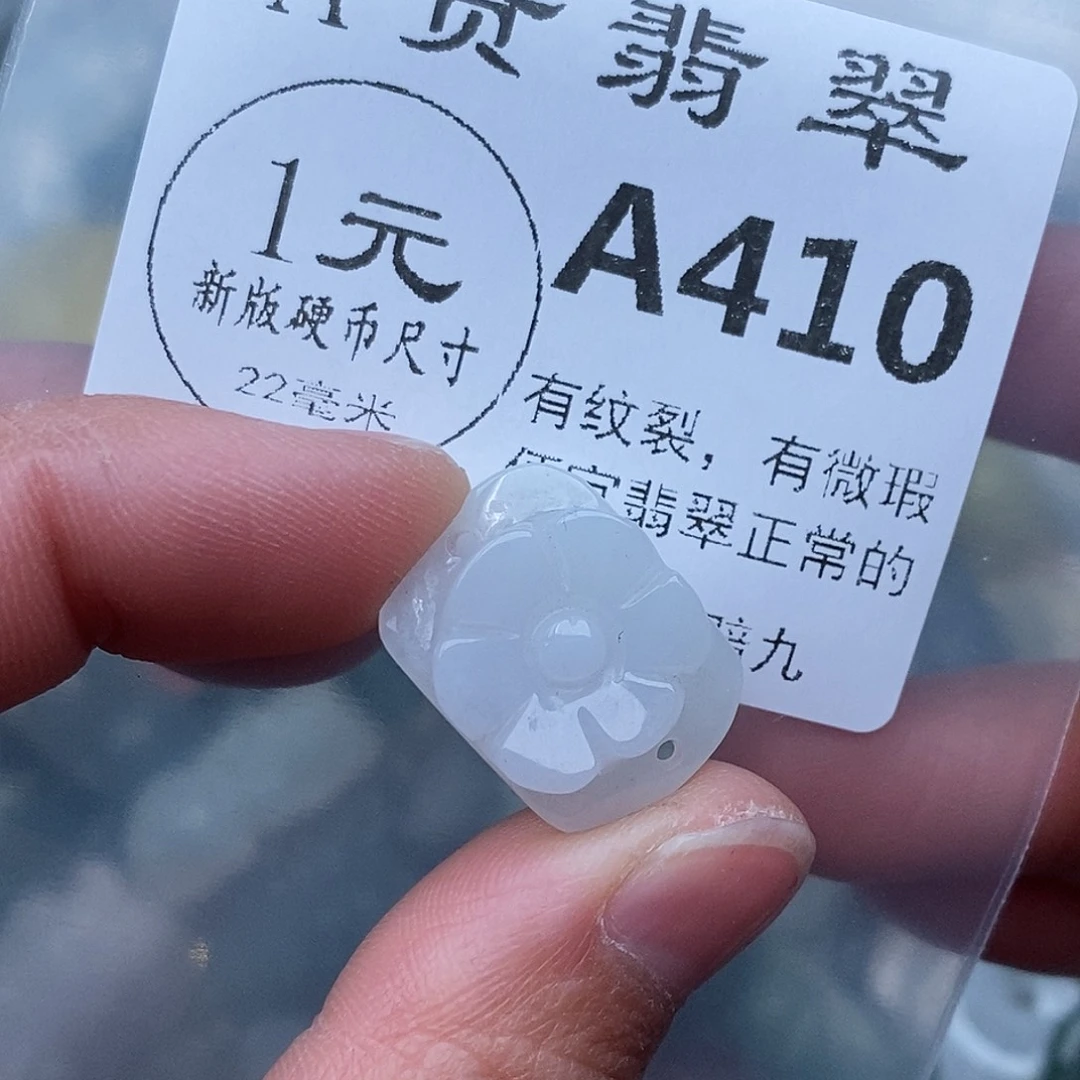 货翡翠
A410
1元
新版硬币尺寸
22毫米
有纹裂，有微瑕
翡翠正常的
九